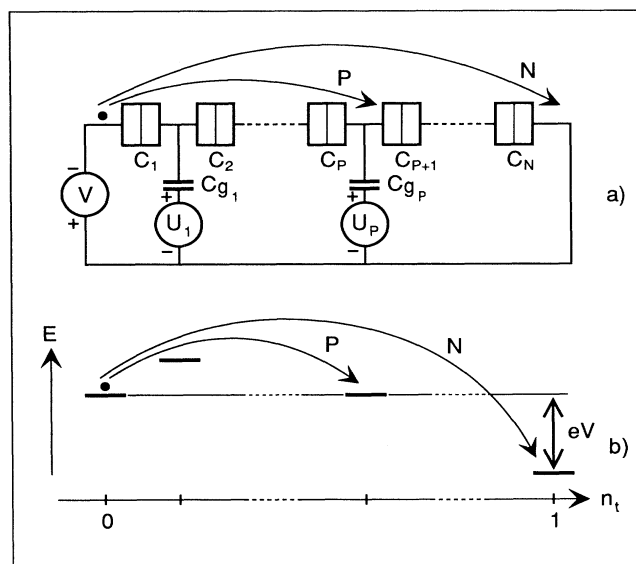 N
P
C1 C2 CP CP+1 CN
Cg1 CgP
−
V
+
+
U1
−
+
UP
−
a)
E
P N
eV
b)
0 1 nt